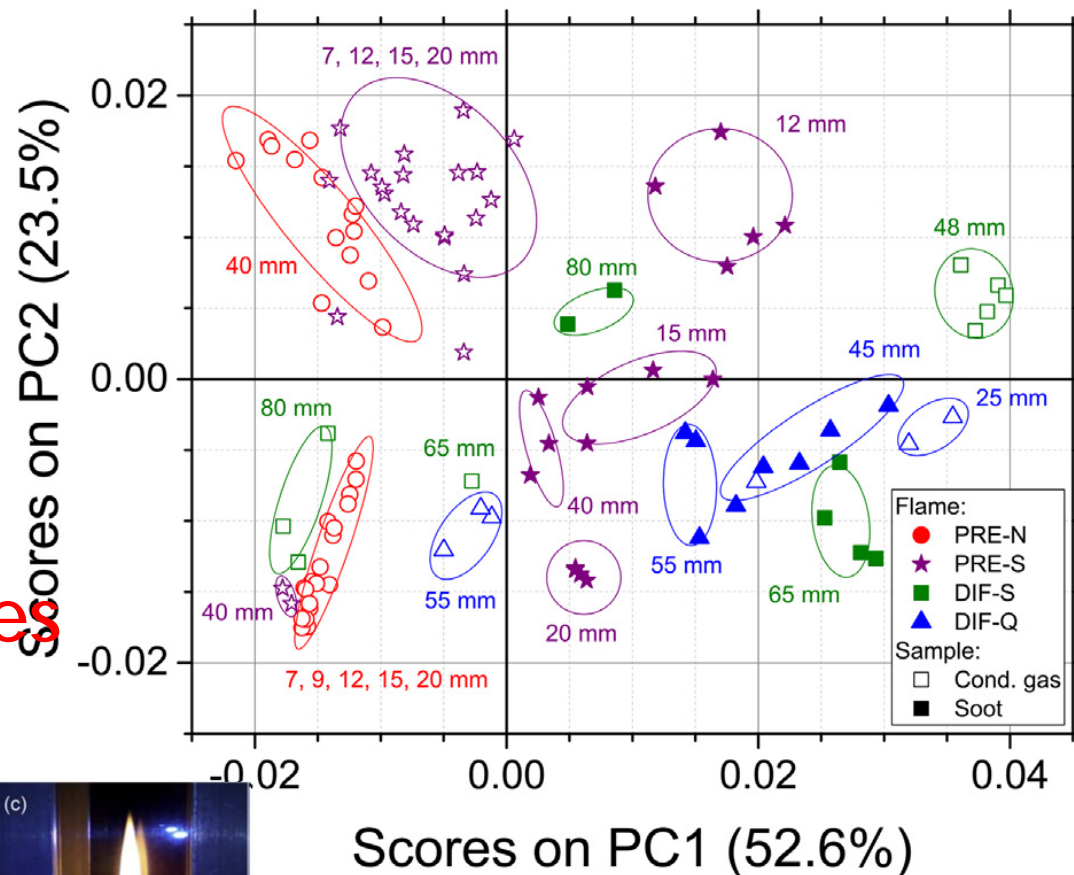 7, 12, 15, 20 mm
0.02
12 mm
48 mm
80 mm
40 mm
15 mm
45 mm
0.00
25 mm
80 mm
65 mm
Scores on PC2 (23.5%)
40 mm
Flame:
PRE-N
PRE-S
DIF-S
DIF-Q
Sample:
Cond. gas
Soot
55 mm
55 mm
65 mm
40 mm
es
20 mm
-0.02
7, 9, 12, 15, 20 mm
-0.02
0.00
0.02
0.04
(c)
Scores on PC1 (52.6%)